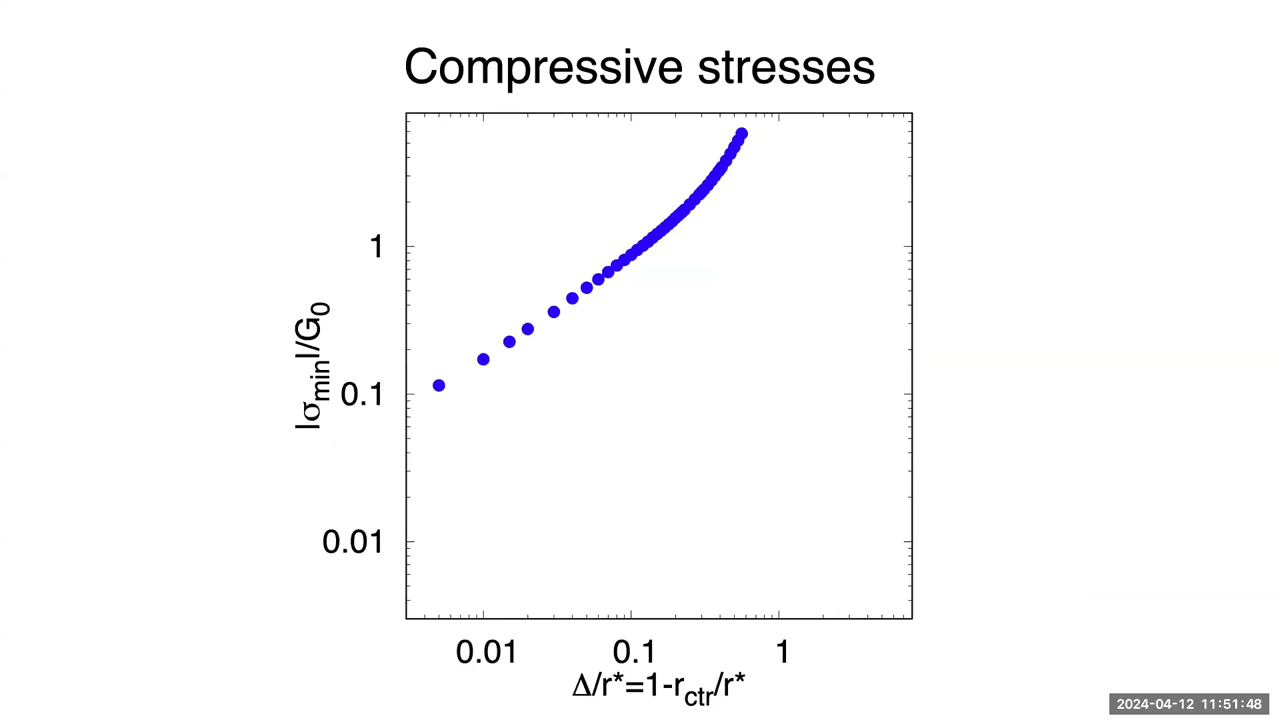 Compressive stresses
1
0.1
0.01
|σmin|/G0
0.01
0.1
1
Δ/r*=1-rctr/r*
2024-04-12 11:51:48